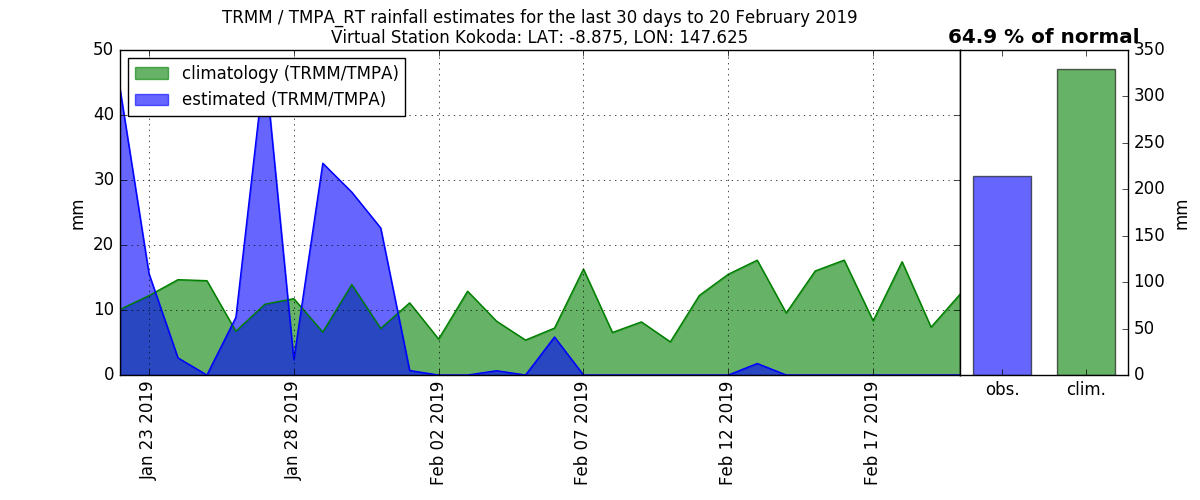 TRMM / TMPA_RT rainfall estimates for the last 30 days to 20 February 2019
Virtual Station Kokoda: LAT: -8.875, LON: 147.625
64.9 % of normal
climatology (TRMM/TMPA)
estimated (TRMM/TMPA)
50
40
30
20
10
0
mm
Jan 23 2019
Jan 28 2019
Feb 02 2019
Feb 07 2019
Feb 12 2019
Feb 17 2019
obs.
clim.
350
300
250
200
150
100
50
0
mm